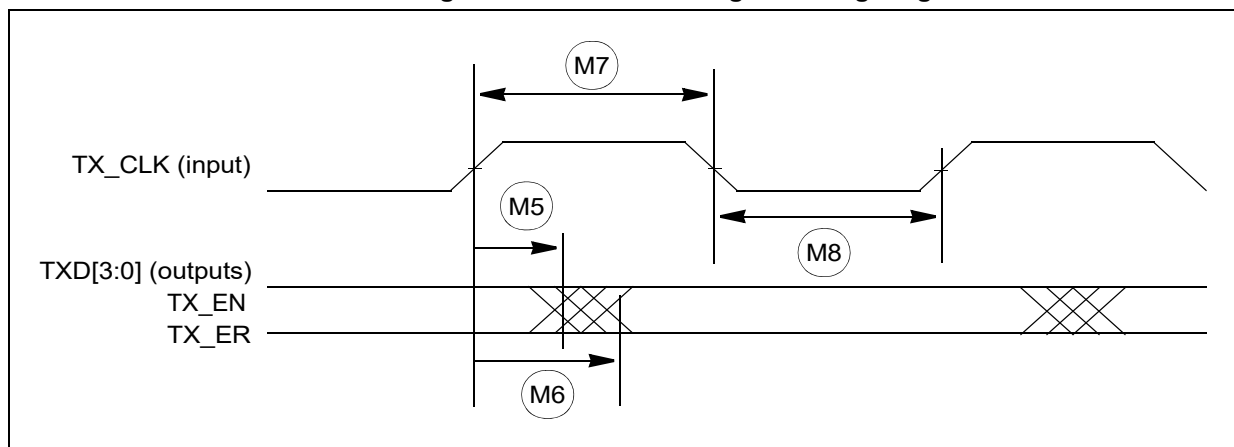 M7
TX_CLK (input)
M5
M8
TXD[3:0] (outputs)
TX_EN
TX_ER
M6